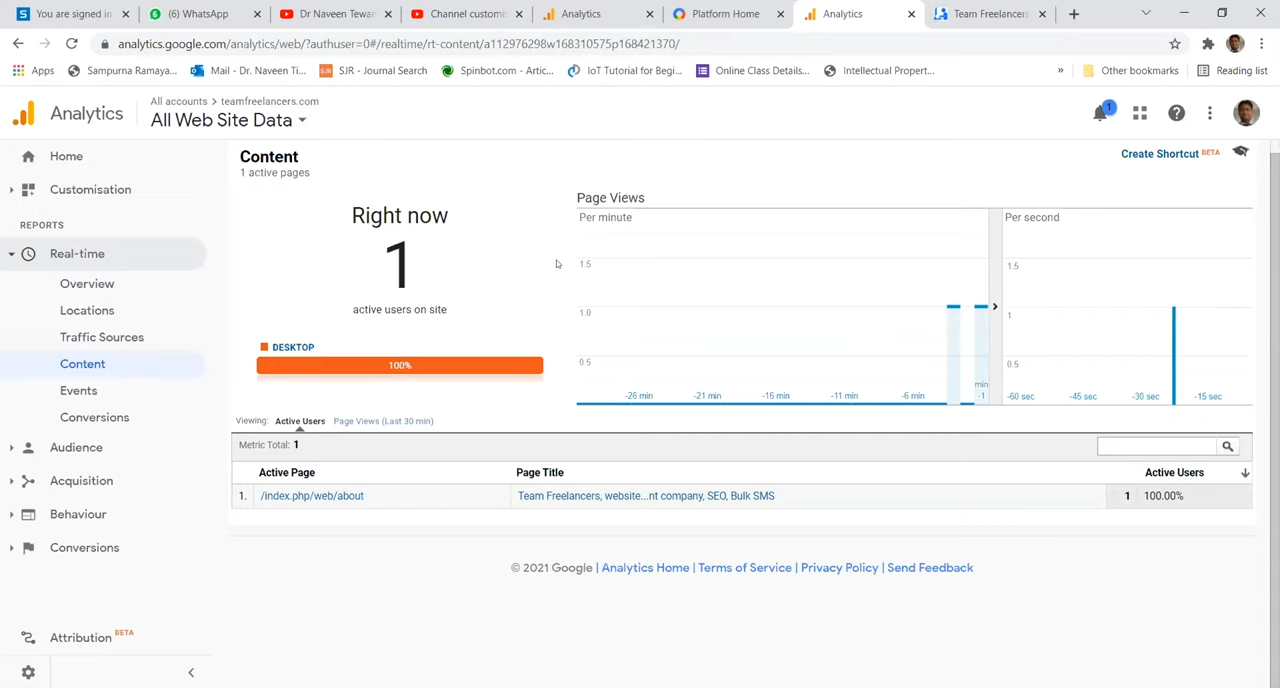 You are signed in
(6) WhatsApp
Dr Naveen Tewar
Channel customis
Analytics
Platform Home
Analytics
Team Freelancers
analytics.google.com/analytics/web/?authuser=0#/realtime/rt-content/a112976298w168310575p168421370/
Apps
Sampurna Ramaya...
Mail - Dr. Naveen Ti...
SJR - Journal Search
Spinbot.com - Artic...
IoT Tutorial for Begi...
Online Class Details...
Intellectual Propert...
»
Other bookmarks
Reading list
Analytics
All accounts > teamfreelancers.com
All Web Site Data
1
Home
Customisation
REPORTS
Real-time
Overview
Locations
Traffic Sources
Content
Events
Conversions
Audience
Acquisition
Behaviour
Conversions
Attribution BETA
Content
1 active pages
Create Shortcut BETA
Right now
1
active users on site
DESKTOP
100%
Page Views
Per minute
1.5
1.0
0.5
-26 min
-21 min
-16 min
-11 min
-6 min
min
-1
Per second
1.5
1
0.5
-60 sec
-45 sec
-30 sec
-15 sec
Viewing: Active Users Page Views (Last 30 min)
Metric Total: 1
Active Page Page Title Active Users
1. /index.php/web/about Team Freelancers, website...nt company, SEO, Bulk SMS 1 100.00%
© 2021 Google | Analytics Home | Terms of Service | Privacy Policy | Send Feedback